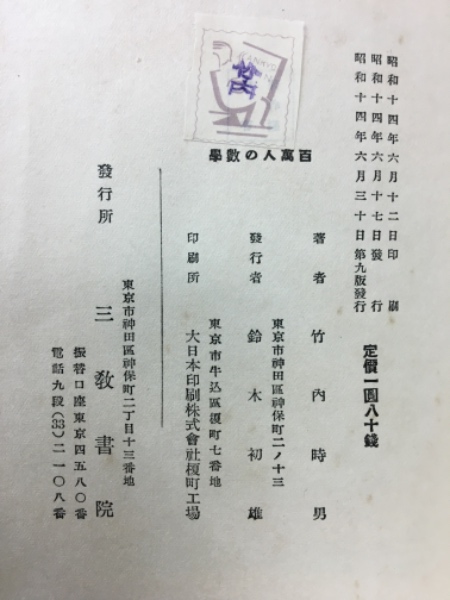 昭和十四年六月十二日印刷
昭和十四年六月十七日發行
昭和十四年六月三十日第九版發行
定價一圓八十錢
百萬人の數學
著者 竹內時男
東京市神田區神保町二ノ十三
發行者 鈴木初雄
東京市牛込區榎町七番地
印刷所 大日本印刷株式會社榎町工場
東京市神田區神保町二丁目十三番地
發行所 三敎書院
振替口座東京四五八〇番
電話九段(33)二一〇八番